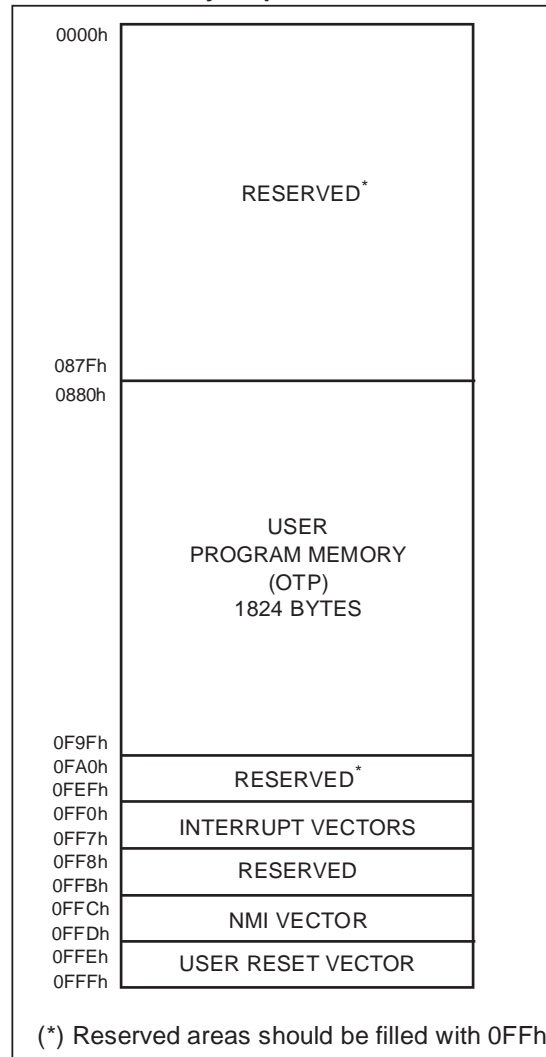 0000h
RESERVED*
087Fh
0880h
USER
PROGRAM MEMORY
(OTP)
1824 BYTES
0F9Fh
0FA0h
RESERVED*
0FEFh
0FF0h
INTERRUPT VECTORS
0FF7h
0FF8h
RESERVED
0FFBh
0FFCh
NMI VECTOR
0FFDh
0FFEh
USER RESET VECTOR
0FFFh
(*) Reserved areas should be filled with 0FFh